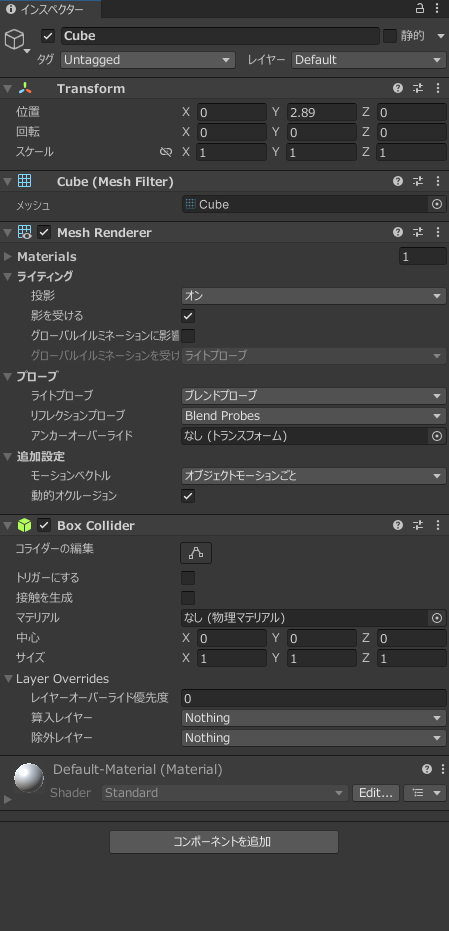 インスペクター
Cube 静的
タグ Untagged レイヤー Default
Transform
位置 X 0 Y 2.89 Z 0
回転 X 0 Y 0 Z 0
スケール X 1 Y 1 Z 1
Cube (Mesh Filter)
メッシュ Cube
Mesh Renderer
Materials 1
ライティング
投影 オン
影を受ける
グローバルイルミネーションに影響
グローバルイルミネーションを受け ライトプローブ
プローブ
ライトプローブ ブレンドプローブ
リフレクションプローブ Blend Probes
アンカーオーバーライド なし (トランスフォーム)
追加設定
モーションベクトル オブジェクトモーションごと
動的オクルージョン
Box Collider
コライダーの編集
トリガーにする
接触を生成
マテリアル なし (物理マテリアル)
中心 X 0 Y 0 Z 0
サイズ X 1 Y 1 Z 1
Layer Overrides
レイヤーオーバーライド優先度 0
算入レイヤー Nothing
除外レイヤー Nothing
Default-Material (Material)
Shader Standard Edit...
コンポーネントを追加